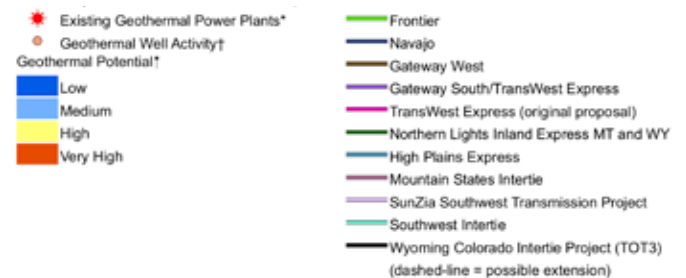 Existing Geothermal Power Plants*
Geothermal Well Activity†
Geothermal Potential†
Low
Medium
High
Very High
Frontier
Navajo
Gateway West
Gateway South/TransWest Express
TransWest Express (original proposal)
Northern Lights Inland Express MT and WY
High Plains Express
Mountain States Intertie
SunZia Southwest Transmission Project
Southwest Intertie
Wyoming Colorado Intertie Project (TOT3)
(dashed-line = possible extension)